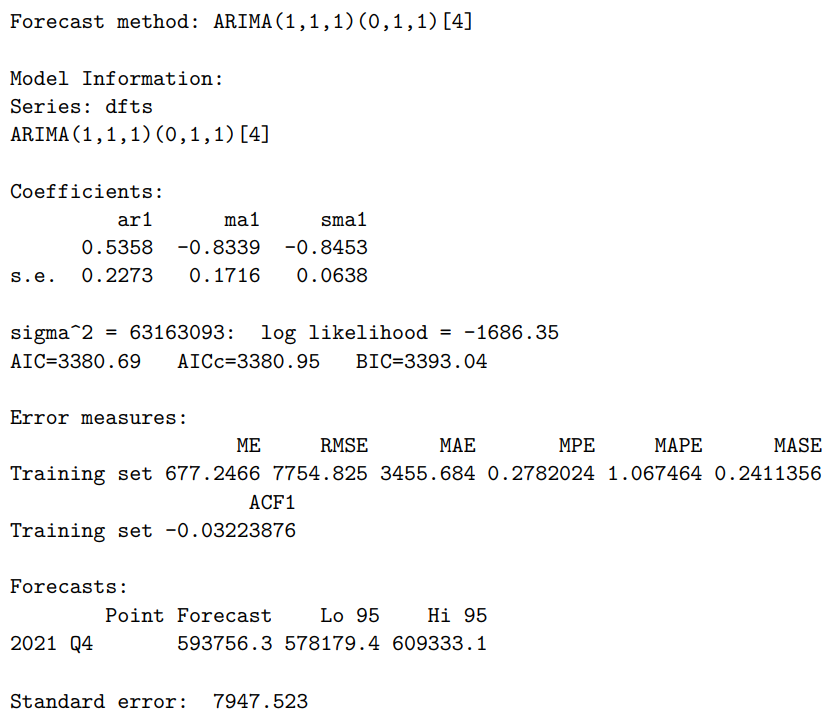 Forecast method: ARIMA(1,1,1)(0,1,1)[4]
Model Information:
Series: dfts
ARIMA(1,1,1)(0,1,1)[4]
Coefficients:
ar1 ma1 sma1
0.5358 -0.8339 -0.8453
s.e. 0.2273 0.1716 0.0638
sigma^2 = 63163093: log likelihood = -1686.35
AIC=3380.69 AICc=3380.95 BIC=3393.04
Error measures:
ME RMSE MAE MPE MAPE MASE
Training set 677.2466 7754.825 3455.684 0.2782024 1.067464 0.2411356
ACF1
Training set -0.03223876
Forecasts:
Point Forecast Lo 95 Hi 95
2021 Q4 593756.3 578179.4 609333.1
Standard error: 7947.523